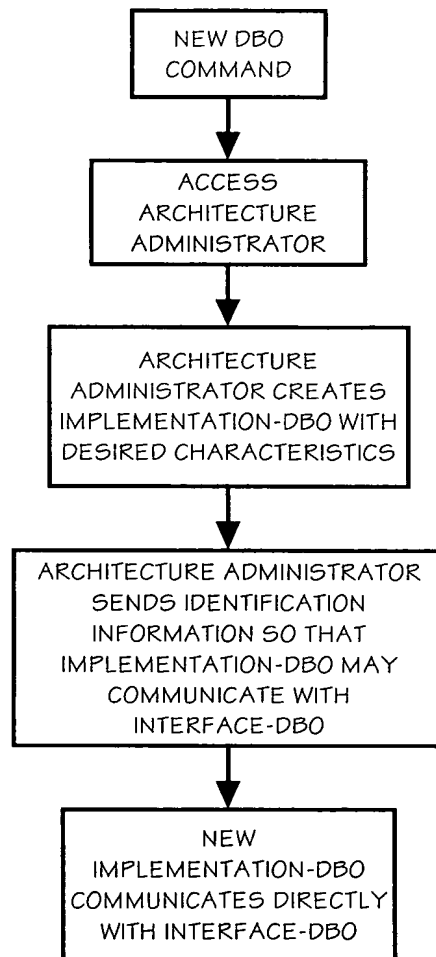 NEW DBO
COMMAND
ACCESS
ARCHITECTURE
ADMINISTRATOR
ARCHITECTURE
ADMINISTRATOR CREATES
IMPLEMENTATION-DBO WITH
DESIRED CHARACTERISTICS
ARCHITECTURE ADMINISTRATOR
SENDS IDENTIFICATION
INFORMATION SO THAT
IMPLEMENTATION-DBO MAY
COMMUNICATE WITH
INTERFACE-DBO
NEW
IMPLEMENTATION-DBO
COMMUNICATES DIRECTLY
WITH INTERFACE-DBO